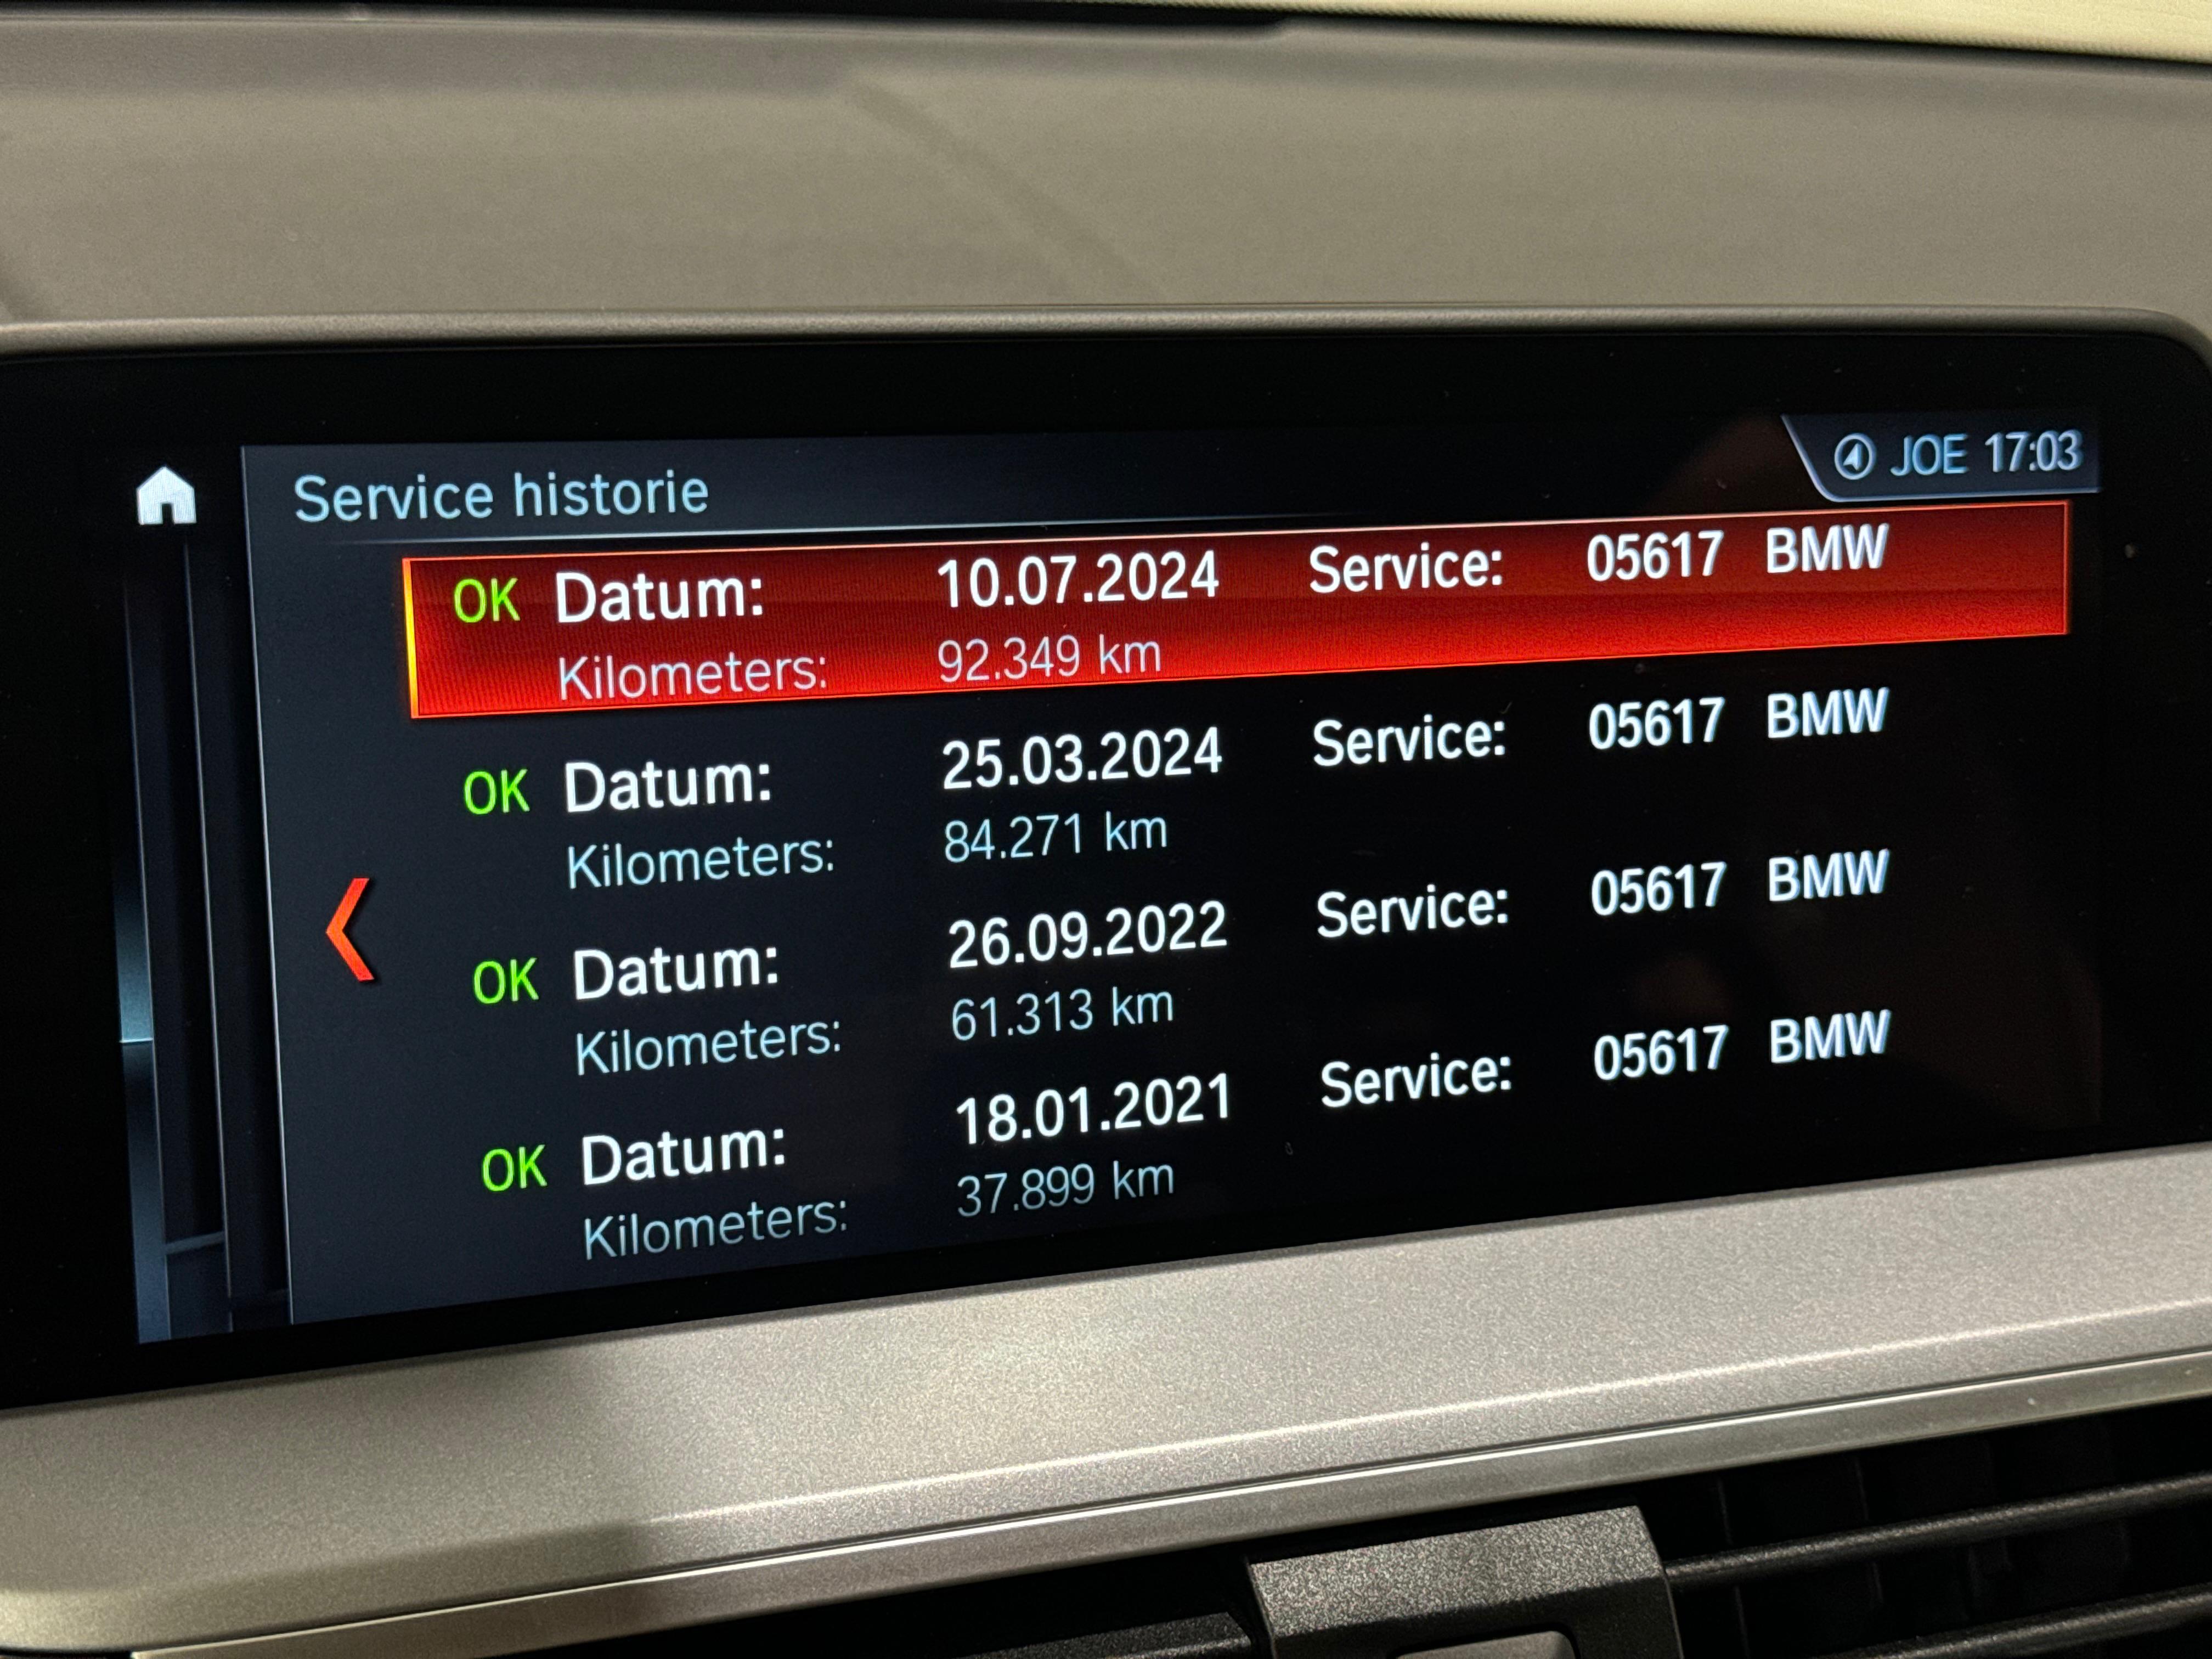 JOE 17:03
Service historie
OK Datum: 10.07.2024 Service: 05617 BMW
Kilometers: 92.349 km
OK Datum: 25.03.2024 Service: 05617 BMW
Kilometers: 84.271 km
OK Datum: 26.09.2022 Service: 05617 BMW
Kilometers: 61.313 km
OK Datum: 18.01.2021 Service: 05617 BMW
Kilometers: 37.899 km